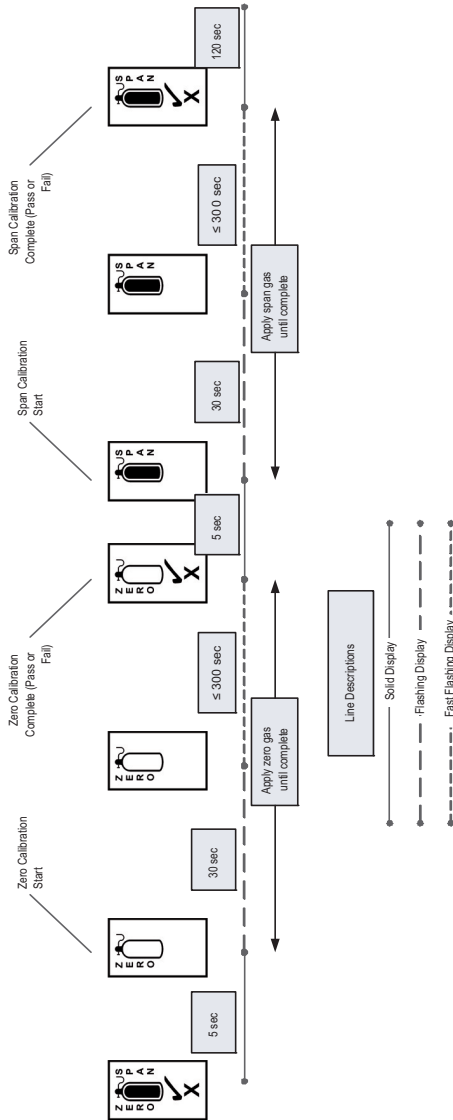 Zero Calibration
Start
Zero Calibration
Complete (Pass or
Fail)
Span Calibration
Start
Span Calibration
Complete (Pass or
Fail)
ZERO
SPAN
X
ZERO
ZERO
ZERO
X
SPAN
SPAN
SPAN
X
5 sec
30 sec
≤ 300 sec
5 sec
30 sec
≤ 30 0 sec
120 sec
Apply zero gas
until complete
Apply span gas
until complete
Line Descriptions
Solid Display
Flashing Display
Fast Flashing Display